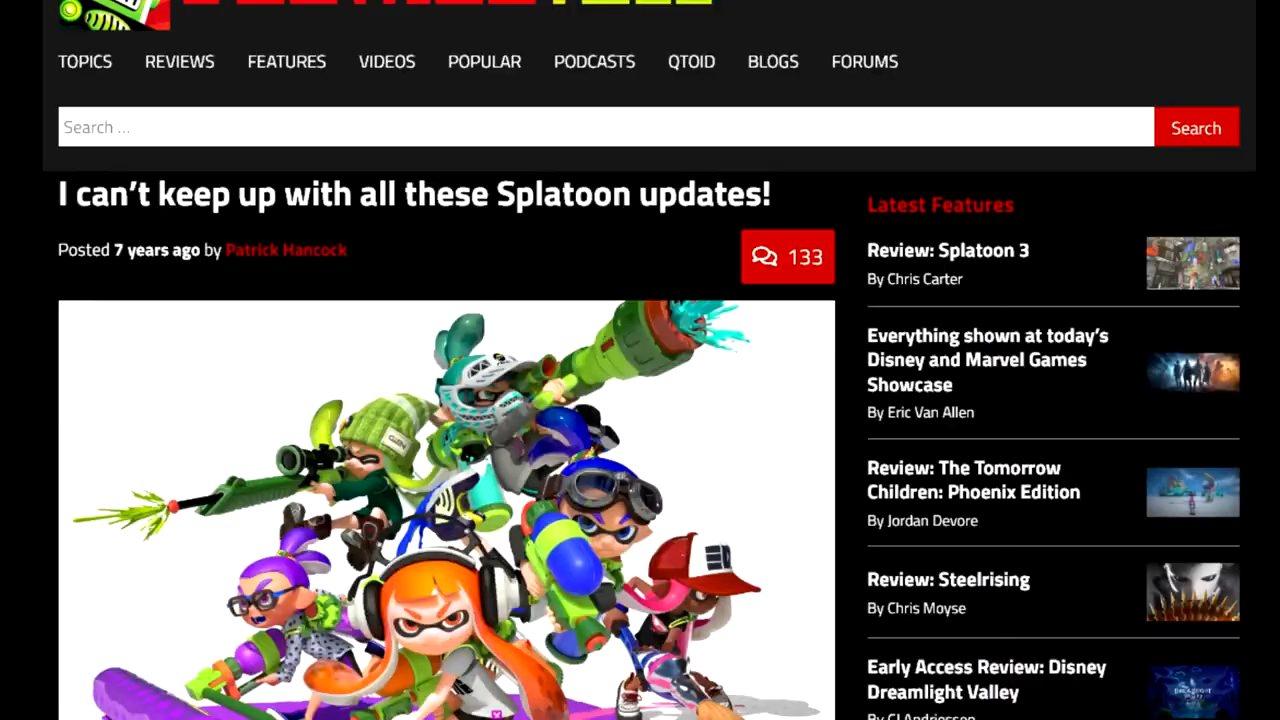 TOPICS REVIEWS FEATURES VIDEOS POPULAR PODCASTS QTOID BLOGS FORUMS
Search ...
Search
I can’t keep up with all these Splatoon updates!
Posted 7 years ago by Patrick Hancock
133
Latest Features
Review: Splatoon 3
By Chris Carter
Everything shown at today’s
Disney and Marvel Games
Showcase
By Eric Van Allen
Review: The Tomorrow
Children: Phoenix Edition
By Jordan Devore
Review: Steelrising
By Chris Moyse
Early Access Review: Disney
Dreamlight Valley